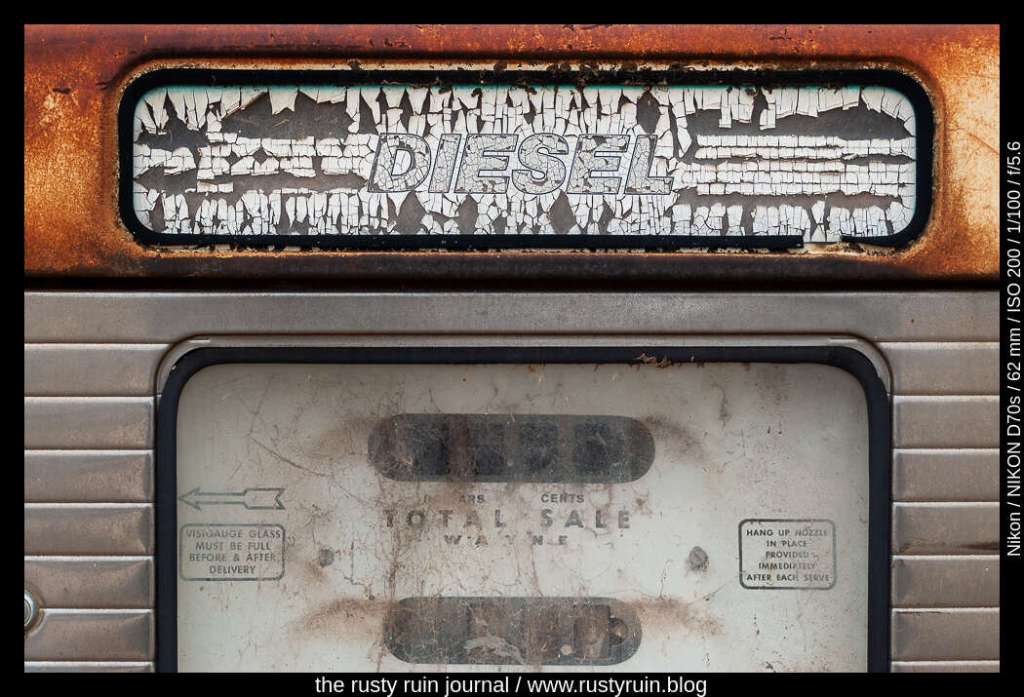 DIESEL
CENTS
TOTAL SALE
WAYNE
VISIGAUGE GLASS
MUST BE FULL
BEFORE & AFTER
DELIVERY
HANG UP NOZZLE
IN PLACE
PROVIDED
IMMEDIATELY
AFTER EACH SERVE
Nikon / NIKON D70s / 62 mm / ISO 200 / 1/100 / f/5.6
the rusty ruin journal / www.rustyruin.blog